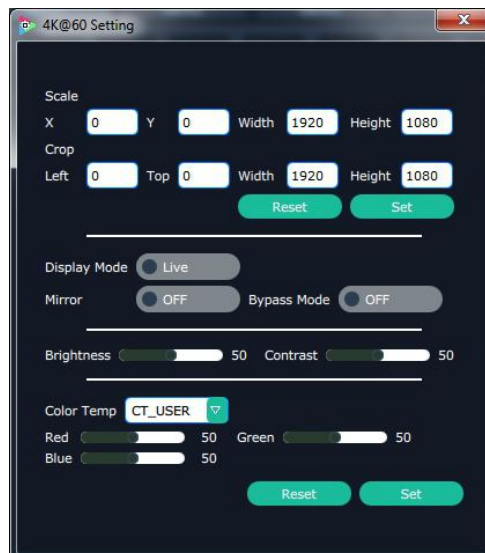 4K@60 Setting
Scale
X 0 Y 0 Width 1920 Height 1080
Crop
Left 0 Top 0 Width 1920 Height 1080
Reset Set
Display Mode Live
Mirror OFF Bypass Mode OFF
Brightness 50 Contrast 50
Color Temp CT_USER
Red 50 Green 50
Blue 50
Reset Set